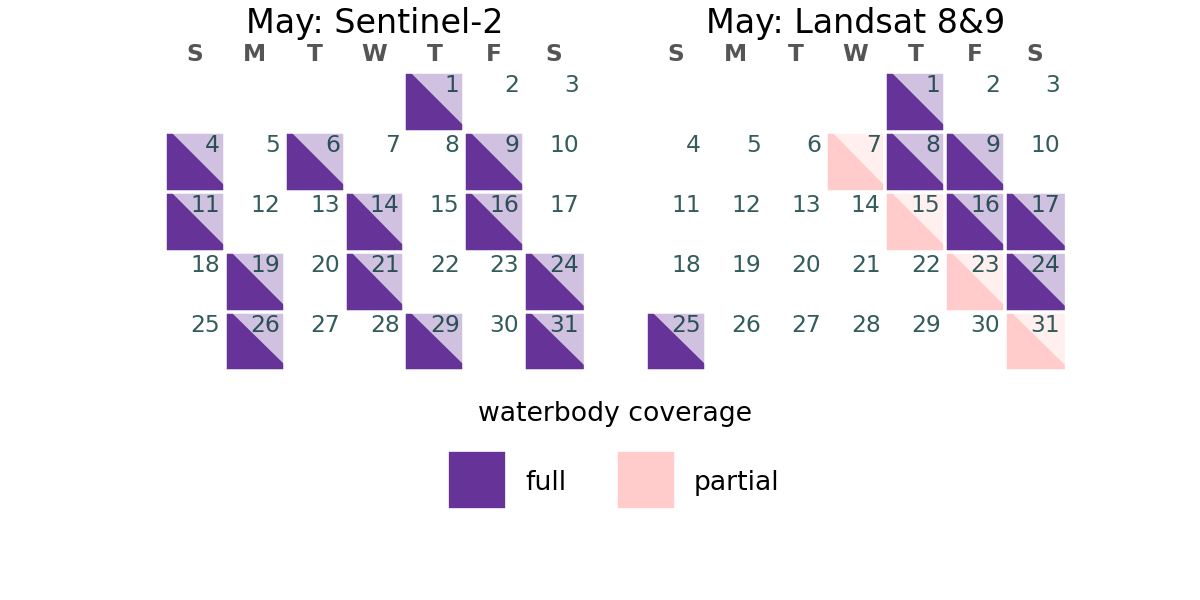 May: Sentinel-2
S M T W T F S
1 2 3
4 5 6 7 8 9 10
11 12 13 14 15 16 17
18 19 20 21 22 23 24
25 26 27 28 29 30 31
May: Landsat 8&9
S M T W T F S
1 2 3
4 5 6 7 8 9 10
11 12 13 14 15 16 17
18 19 20 21 22 23 24
25 26 27 28 29 30 31
waterbody coverage
full partial